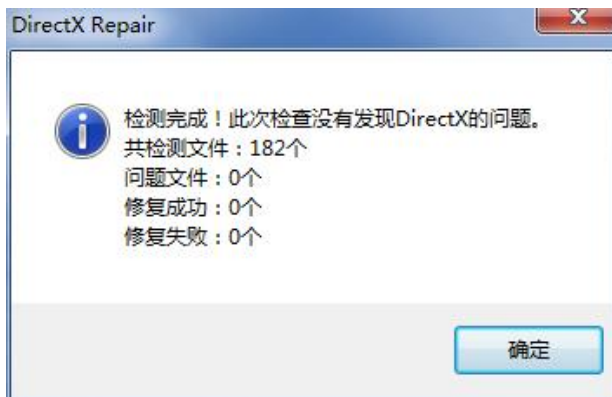 DirectX Repair
检测完成！此次检查没有发现DirectX的问题。
共检测文件：182个
问题文件：0个
修复成功：0个
修复失败：0个
确定